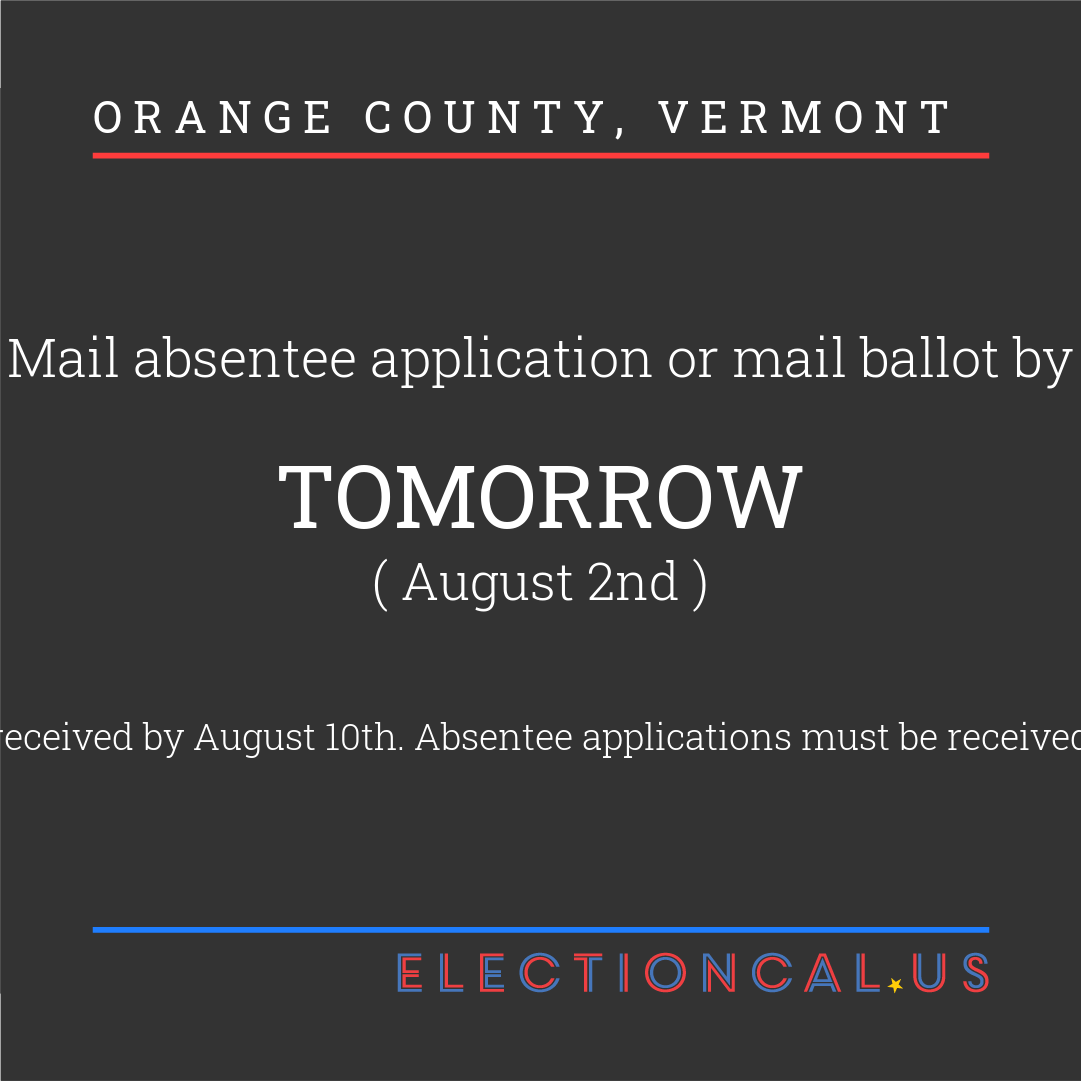 ORANGE COUNTY, VERMONT
Mail absentee application or mail ballot by
TOMORROW
( August 2nd )
received by August 10th. Absentee applications must be received
ELECTIONCAL.US